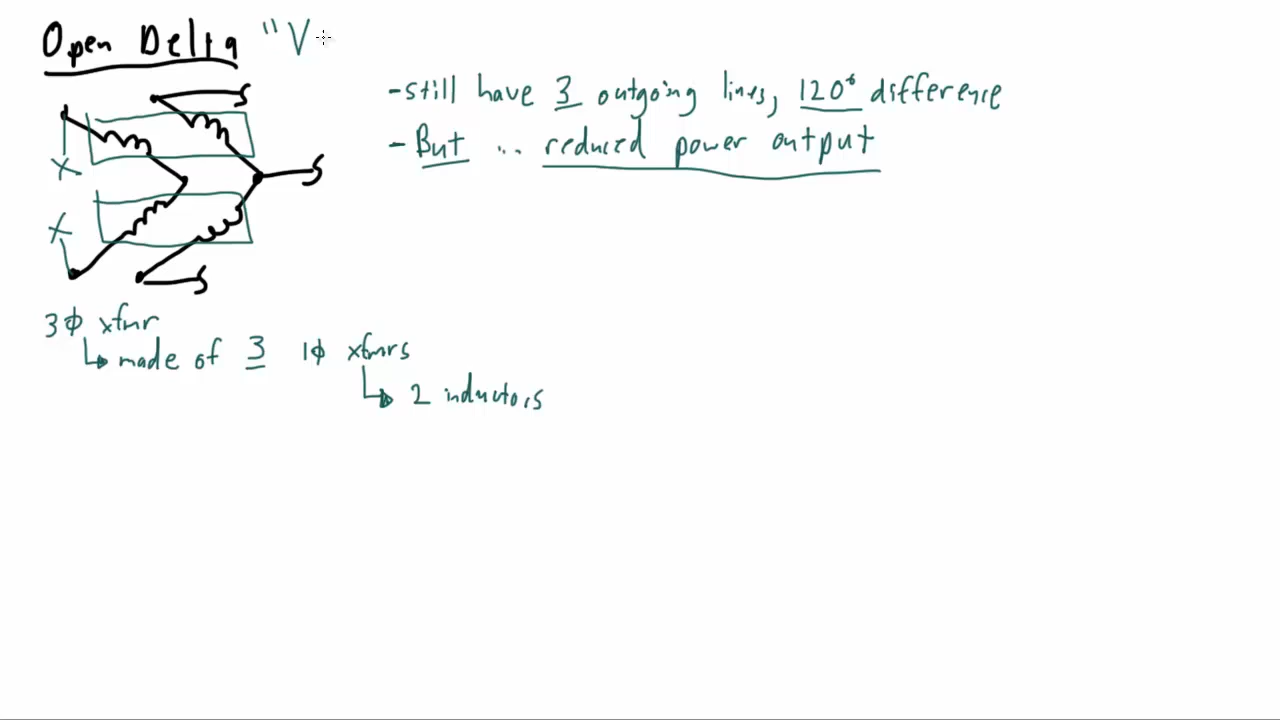 Open Delta "V
-still have 3 outgoing lines, 120° difference
- But ... reduced power output
3ϕ xfmr
↳ made of 3 1ϕ xfmrs
↳ 2 inductors